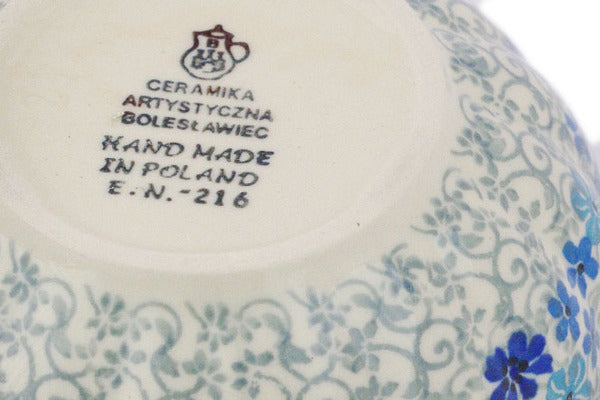 B
CERAMIKA
ARTYSTYCZNA
BOLESŁAWIEC
HAND MADE
IN POLAND
E.N.-216